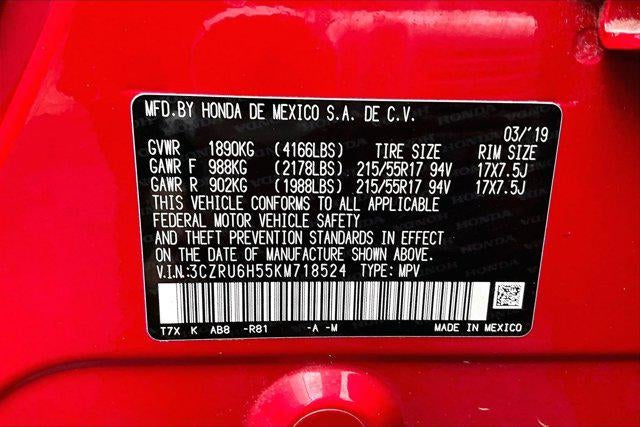 MFD.BY HONDA DE MEXICO S.A. DE C.V.
03/'19
GVWR 1890KG (4166LBS) TIRE SIZE RIM SIZE
GAWR F 988KG (2178LBS) 215/55R17 94V 17X7.5J
GAWR R 902KG (1988LBS) 215/55R17 94V 17X7.5J
THIS VEHICLE CONFORMS TO ALL APPLICABLE
FEDERAL MOTOR VEHICLE SAFETY
AND THEFT PREVENTION STANDARDS IN EFFECT
ON THE DATE OF MANUFACTURE SHOWN ABOVE.
V.I.N:3CZRU6H55KM718524 TYPE: MPV
T7X K AB8 -R81 -A -M MADE IN MEXICO